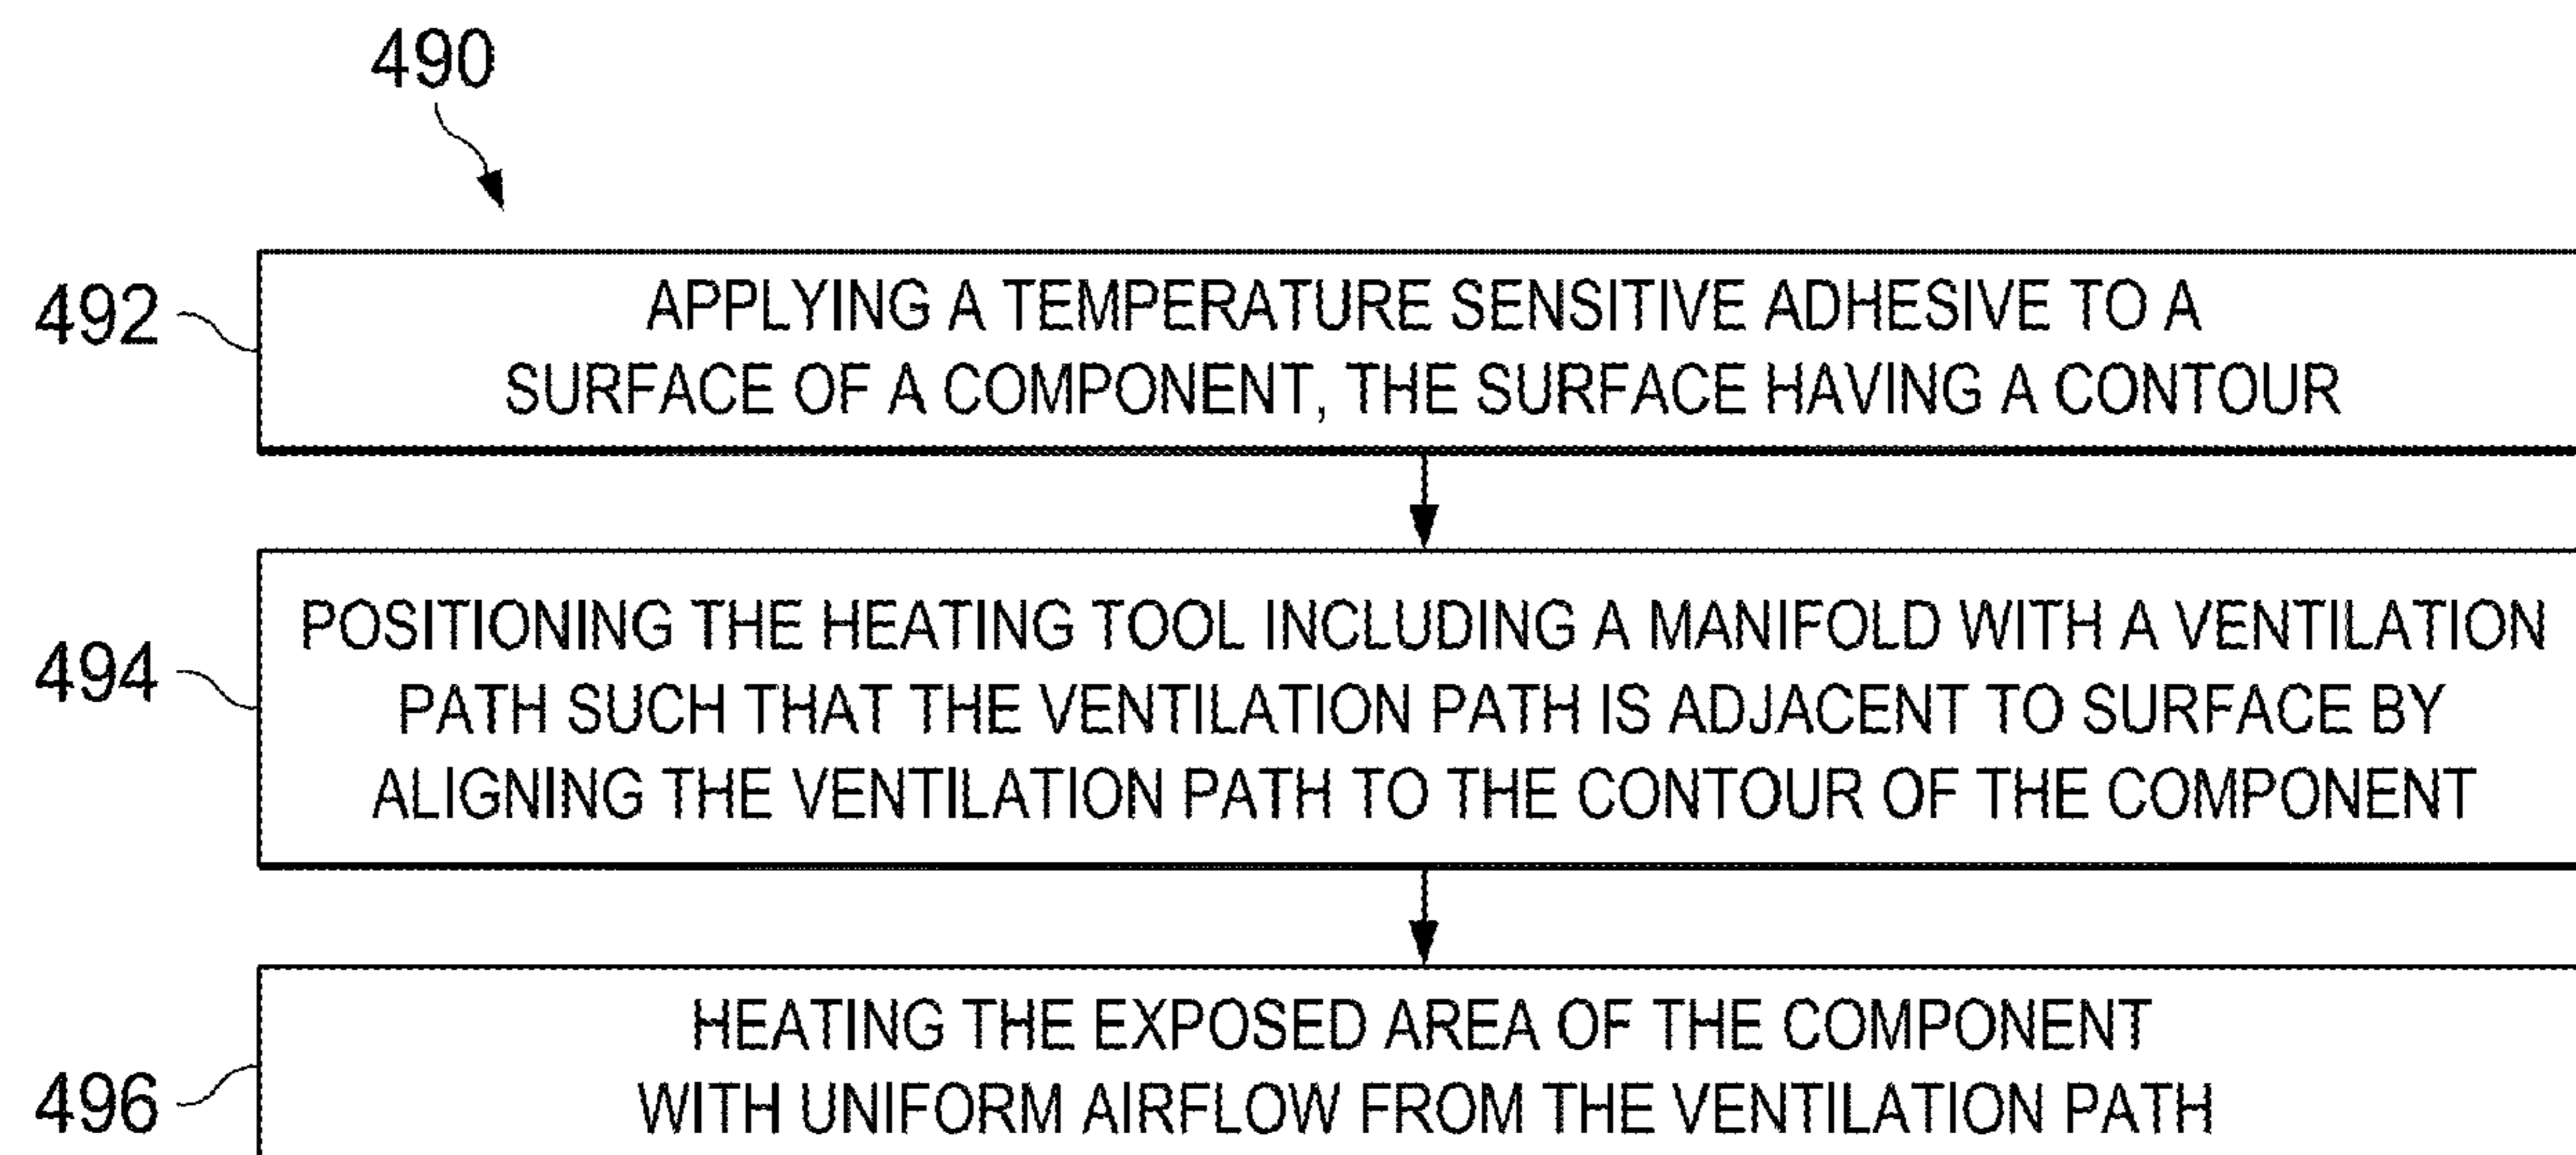 490
492
APPLYING A TEMPERATURE SENSITIVE ADHESIVE TO A
SURFACE OF A COMPONENT, THE SURFACE HAVING A CONTOUR
494
POSITIONING THE HEATING TOOL INCLUDING A MANIFOLD WITH A VENTILATION
PATH SUCH THAT THE VENTILATION PATH IS ADJACENT TO SURFACE BY
ALIGNING THE VENTILATION PATH TO THE CONTOUR OF THE COMPONENT
496
HEATING THE EXPOSED AREA OF THE COMPONENT
WITH UNIFORM AIRFLOW FROM THE VENTILATION PATH